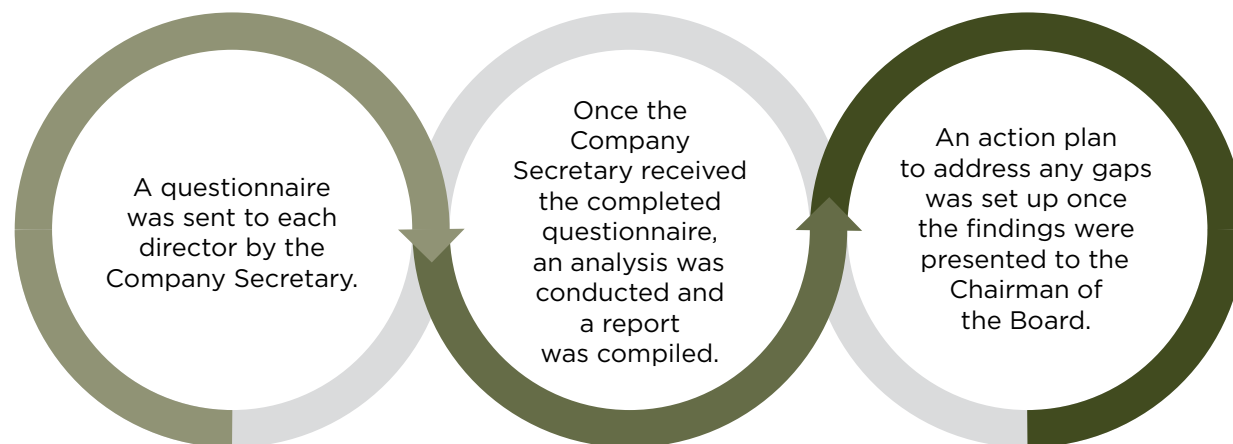 A questionnaire
was sent to each
director by the
Company Secretary.
Once the
Company
Secretary received
the completed
questionnaire,
an analysis was
conducted and
a report
was compiled.
An action plan
to address any gaps
was set up once
the findings were
presented to the
Chairman of
the Board.